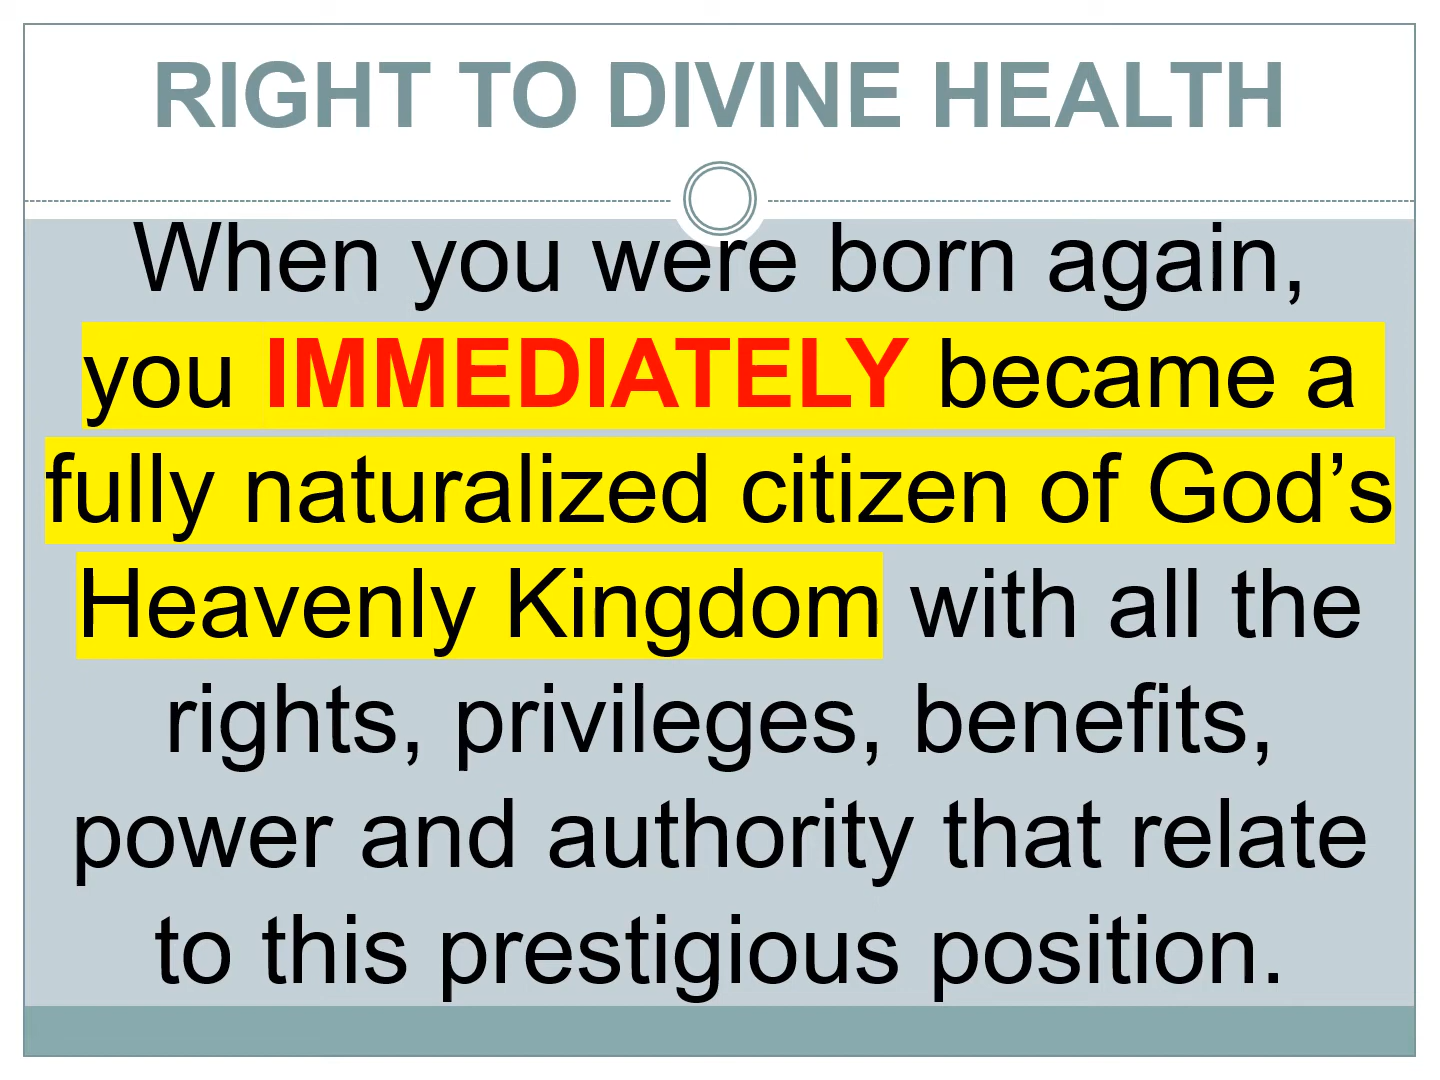 RIGHT TO DIVINE HEALTH
When you were born again,
you IMMEDIATELY became a
fully naturalized citizen of God’s
Heavenly Kingdom with all the
rights, privileges, benefits,
power and authority that relate
to this prestigious position.